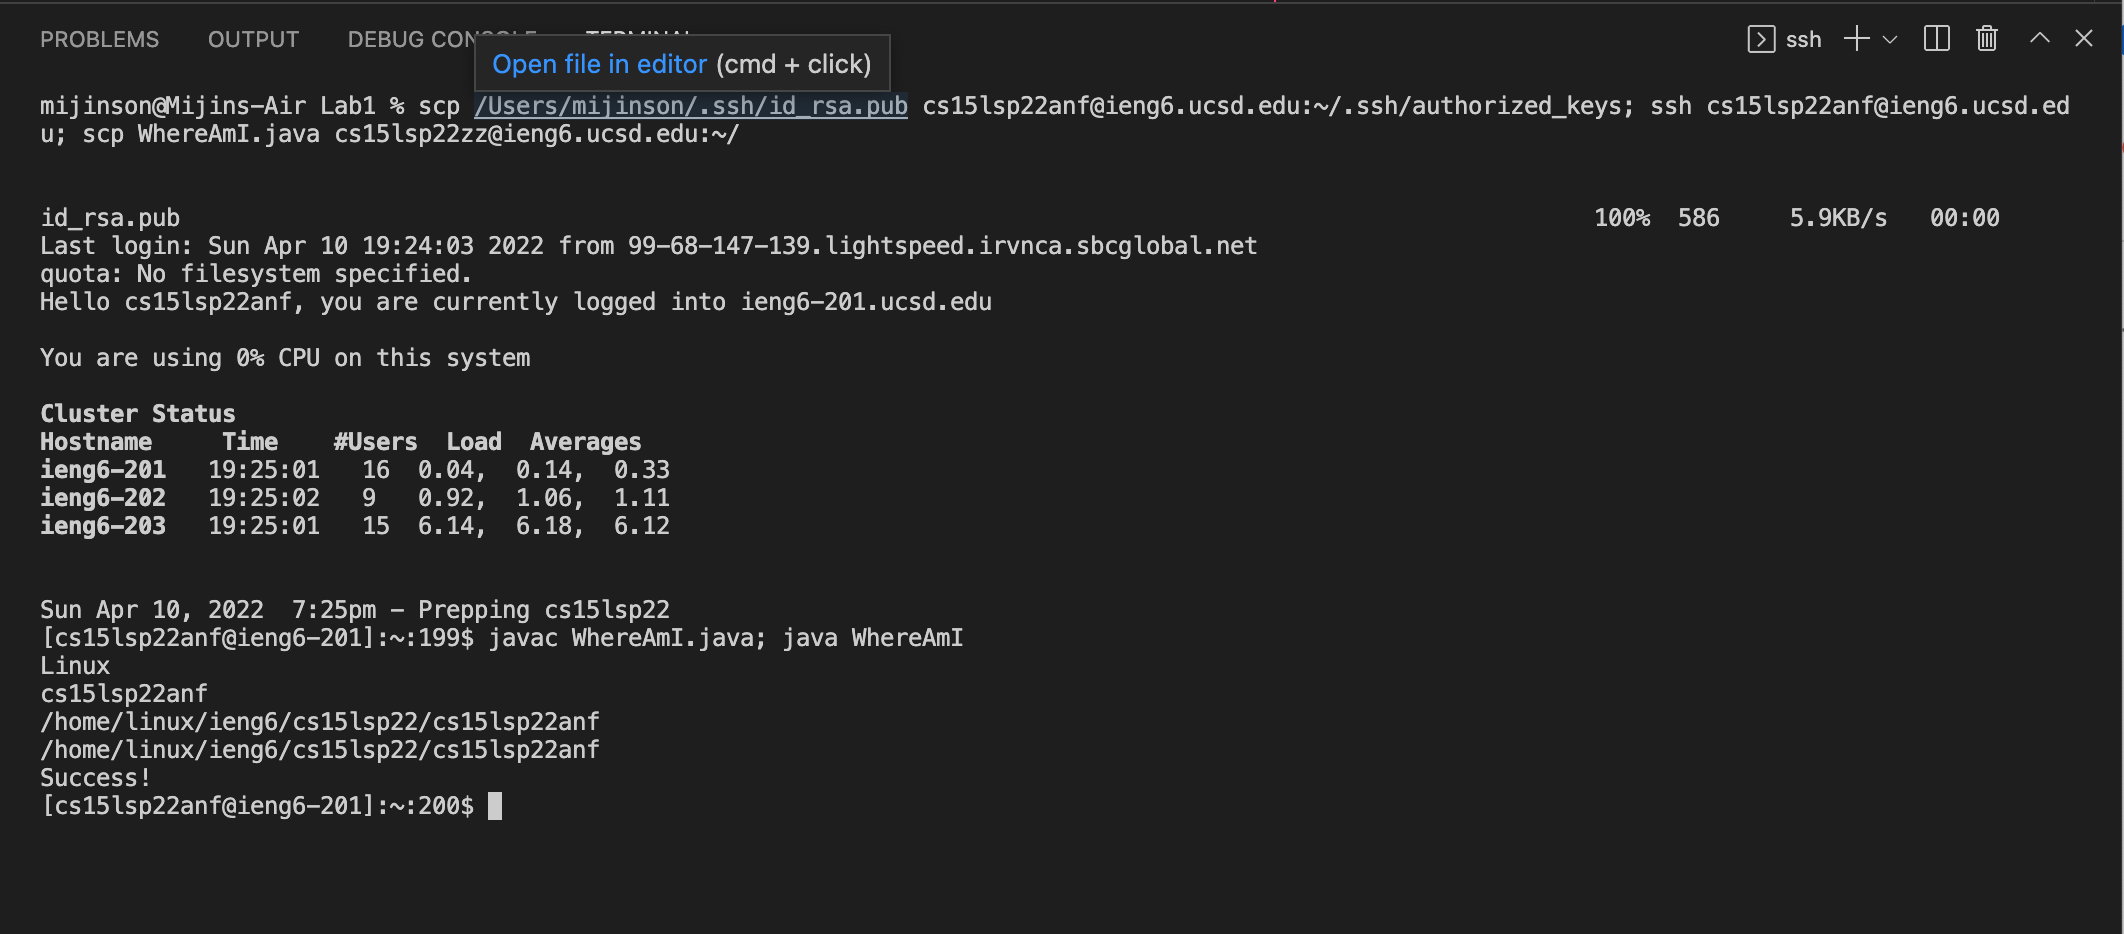 PROBLEMS OUTPUT DEBUG CONSOLE TERMINAL ssh
Open file in editor (cmd + click)
mijinson@Mijins-Air Lab1 % scp /Users/mijinson/.ssh/id_rsa.pub cs15lsp22anf@ieng6.ucsd.edu:~/.ssh/authorized_keys; ssh cs15lsp22anf@ieng6.ucsd.ed
u; scp WhereAmI.java cs15lsp22zz@ieng6.ucsd.edu:~/
id_rsa.pub 100% 586 5.9KB/s 00:00
Last login: Sun Apr 10 19:24:03 2022 from 99-68-147-139.lightspeed.irvnca.sbcglobal.net
quota: No filesystem specified.
Hello cs15lsp22anf, you are currently logged into ieng6-201.ucsd.edu
You are using 0% CPU on this system
Cluster Status
Hostname Time #Users Load Averages
ieng6-201 19:25:01 16 0.04, 0.14, 0.33
ieng6-202 19:25:02 9 0.92, 1.06, 1.11
ieng6-203 19:25:01 15 6.14, 6.18, 6.12
Sun Apr 10, 2022 7:25pm - Prepping cs15lsp22
[cs15lsp22anf@ieng6-201]:~:199$ javac WhereAmI.java; java WhereAmI
Linux
cs15lsp22anf
/home/linux/ieng6/cs15lsp22/cs15lsp22anf
/home/linux/ieng6/cs15lsp22/cs15lsp22anf
Success!
[cs15lsp22anf@ieng6-201]:~:200$